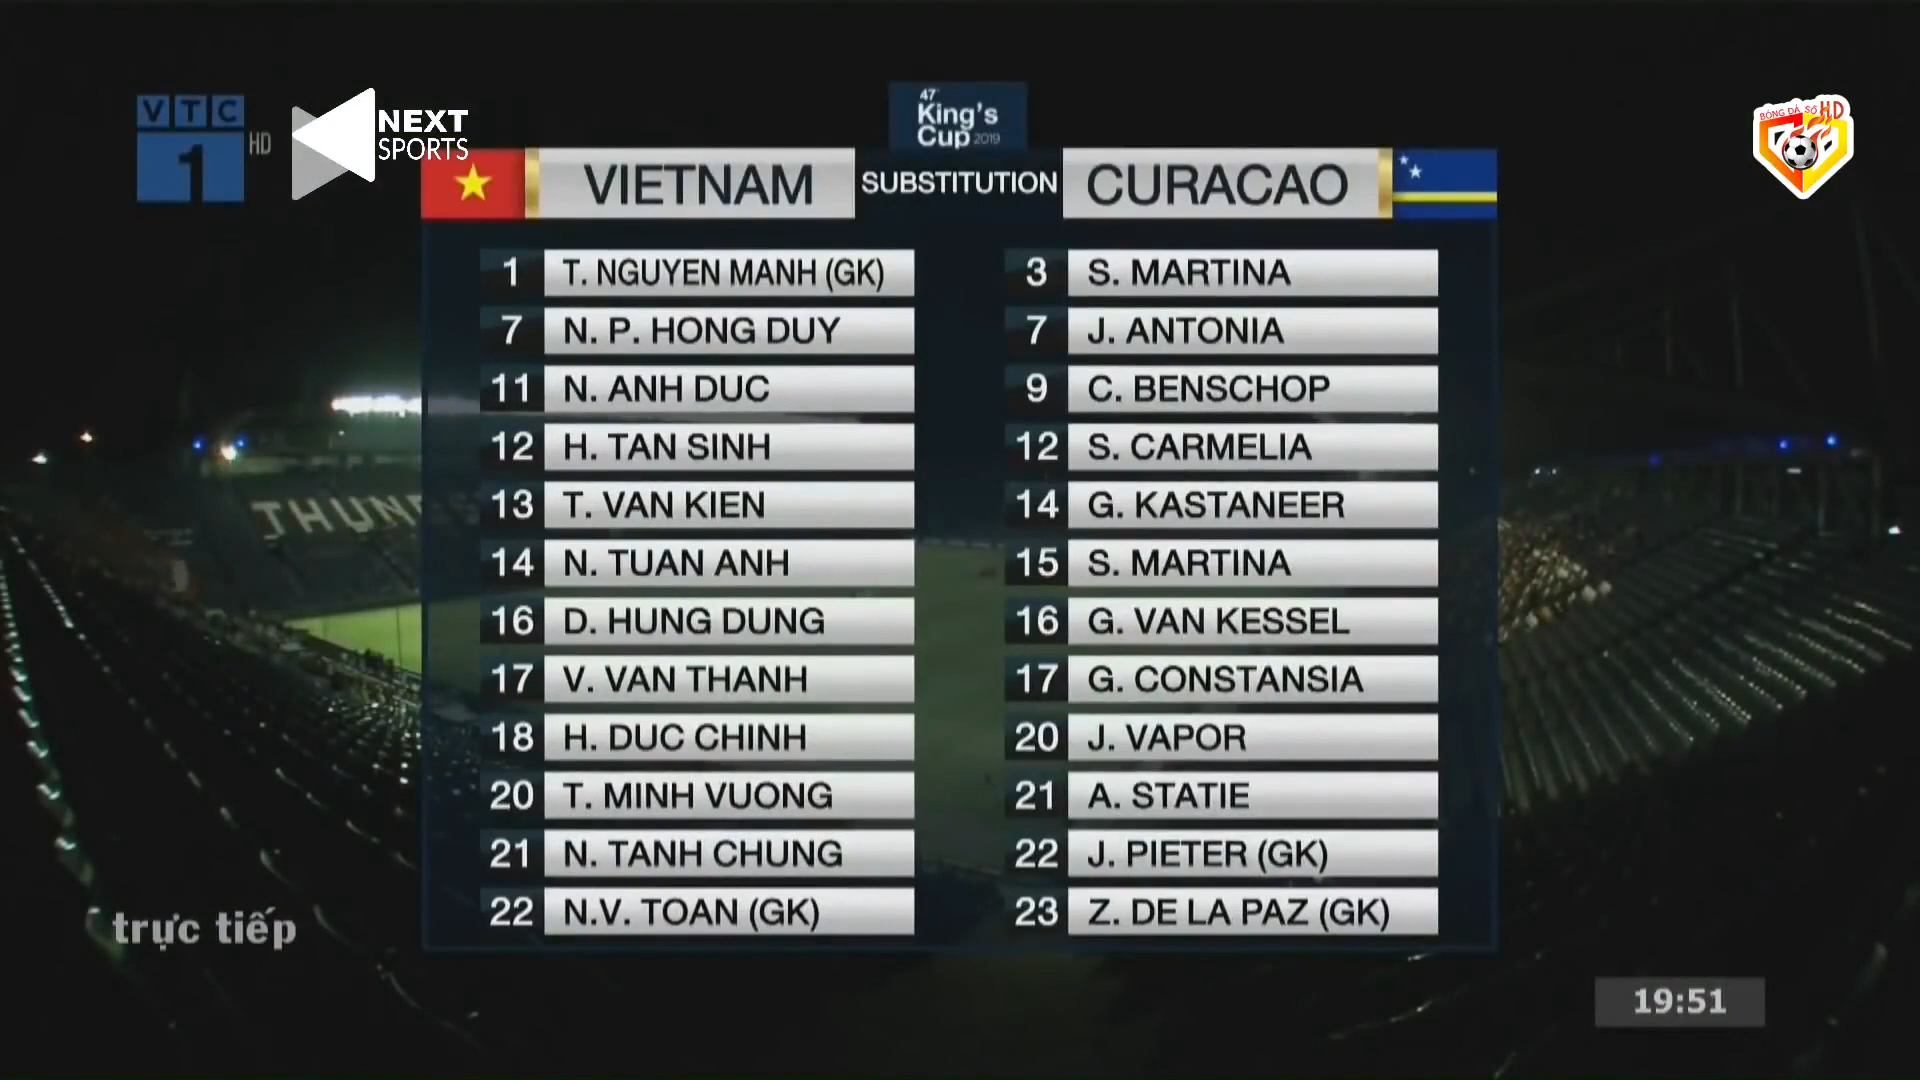 VTC
1
HD
NEXT
SPORTS
47
King's
Cup 2019
BÓNG ĐÁ SỐ HD
VIETNAM
SUBSTITUTION
CURACAO
1 T. NGUYEN MANH (GK)
3 S. MARTINA
7 N. P. HONG DUY
7 J. ANTONIA
11 N. ANH DUC
9 C. BENSCHOP
12 H. TAN SINH
12 S. CARMELIA
13 T. VAN KIEN
14 G. KASTANEER
14 N. TUAN ANH
15 S. MARTINA
16 D. HUNG DUNG
16 G. VAN KESSEL
17 V. VAN THANH
17 G. CONSTANSIA
18 H. DUC CHINH
20 J. VAPOR
20 T. MINH VUONG
21 A. STATIE
21 N. TANH CHUNG
22 J. PIETER (GK)
22 N.V. TOAN (GK)
23 Z. DE LA PAZ (GK)
THUN
trực tiếp
19:51